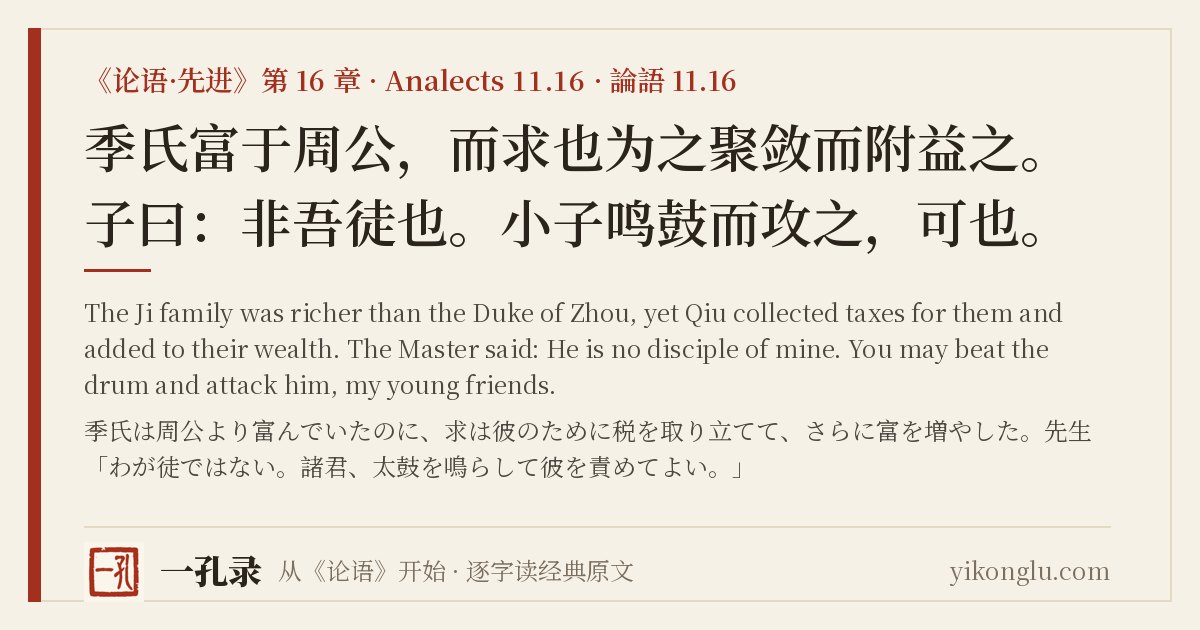 《论语·先进》第 16 章 · Analects 11.16 · 論語 11.16
季氏富于周公，而求也为之聚敛而附益之。
子曰：非吾徒也。小子鸣鼓而攻之，可也。
The Ji family was richer than the Duke of Zhou, yet Qiu collected taxes for them and
added to their wealth. The Master said: He is no disciple of mine. You may beat the
drum and attack him, my young friends.
季氏は周公より富んでいたのに、求は彼のために税を取り立てて、さらに富を増やした。先生
「わが徒ではない。諸君、太鼓を鳴らして彼を責めてよい。」
一孔
一孔录 从《论语》开始 · 逐字读经典原文 yikonglu.com